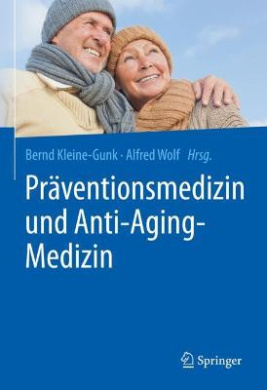 Bernd Kleine-Gunk · Alfred Wolf Hrsg.
Präventionsmedizin
und Anti-Aging-
Medizin
Springer